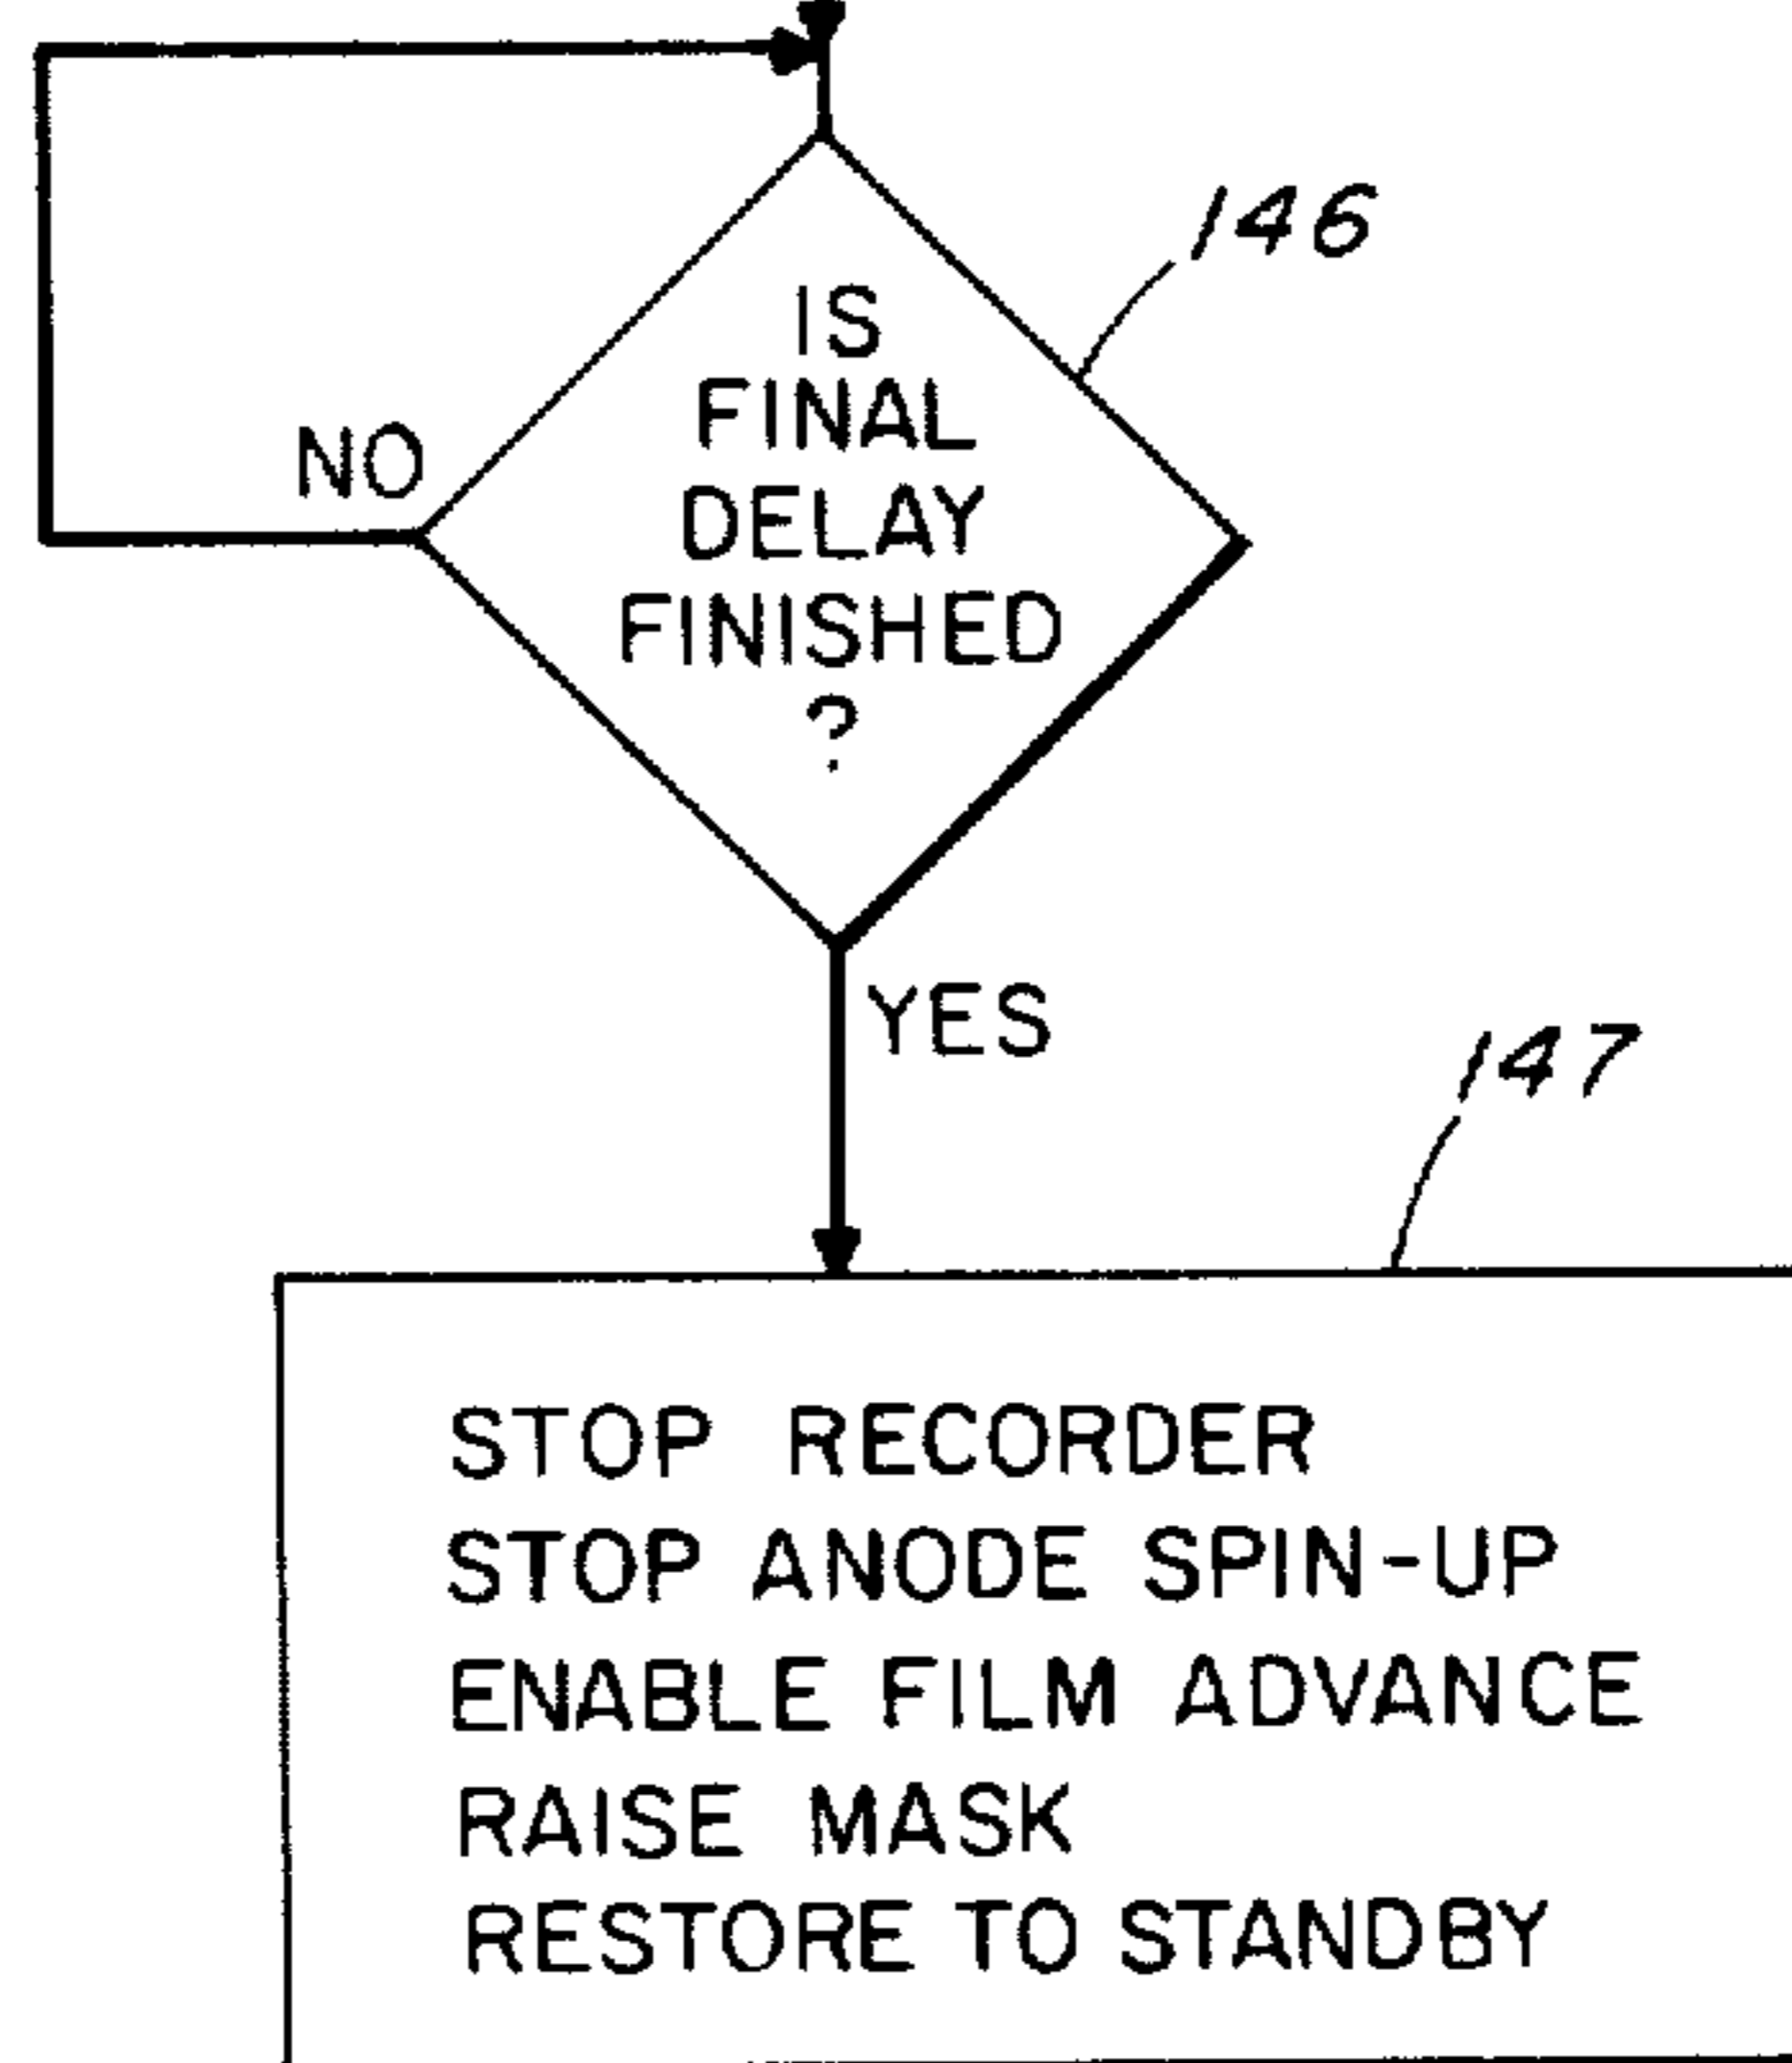 146
IS
FINAL
DELAY
FINISHED
?
NO
YES
147
STOP RECORDER
STOP ANODE SPIN-UP
ENABLE FILM ADVANCE
RAISE MASK
RESTORE TO STANDBY